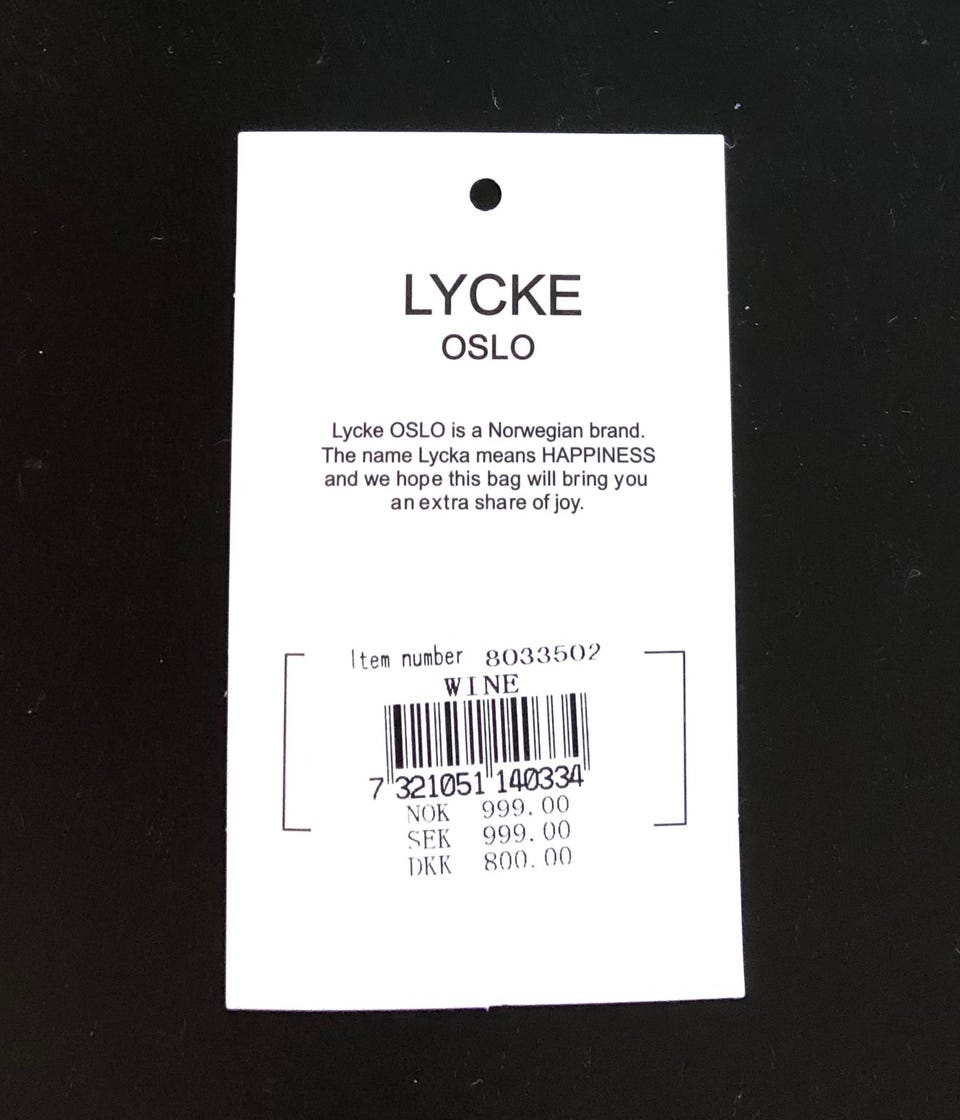 LYCKE
OSLO
Lycke OSLO is a Norwegian brand.
The name Lycka means HAPPINESS
and we hope this bag will bring you
an extra share of joy.
Item number 8033502
WINE
7 321051 140334
NOK 999.00
SEK 999.00
DKK 800.00